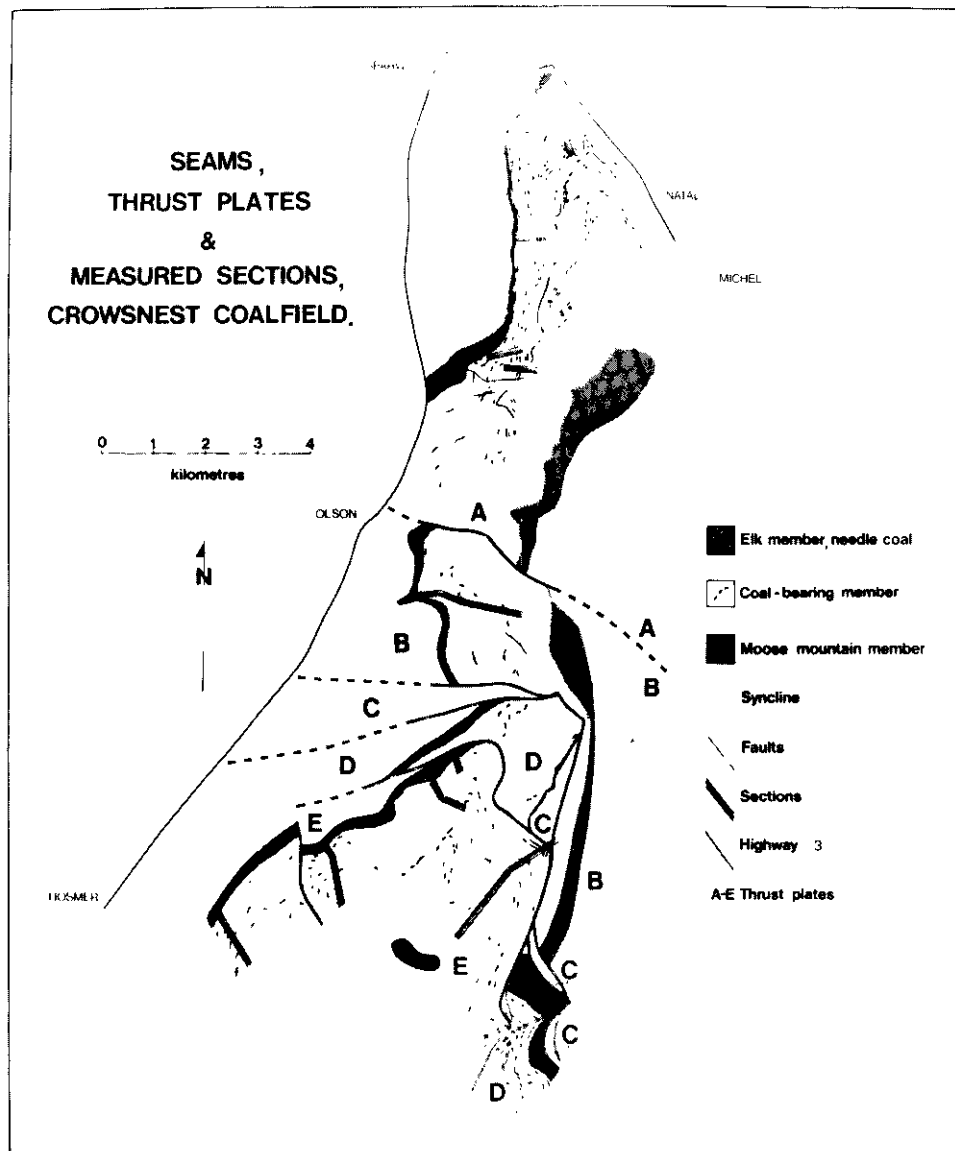 SEAMS,
THRUST PLATES
&
MEASURED SECTIONS,
CROWSNEST COALFIELD.
NATAL
MICHEL
0 1 2 3 4
kilometres
OLSON
A
N
Elk member, needle coal
Coal-bearing member
A
B
B
Moose mountain member
C
Syncline
D
D
Faults
Sections
E
C
Highway 3
B
HOSMER
A-E Thrust plates
E
C
C
D